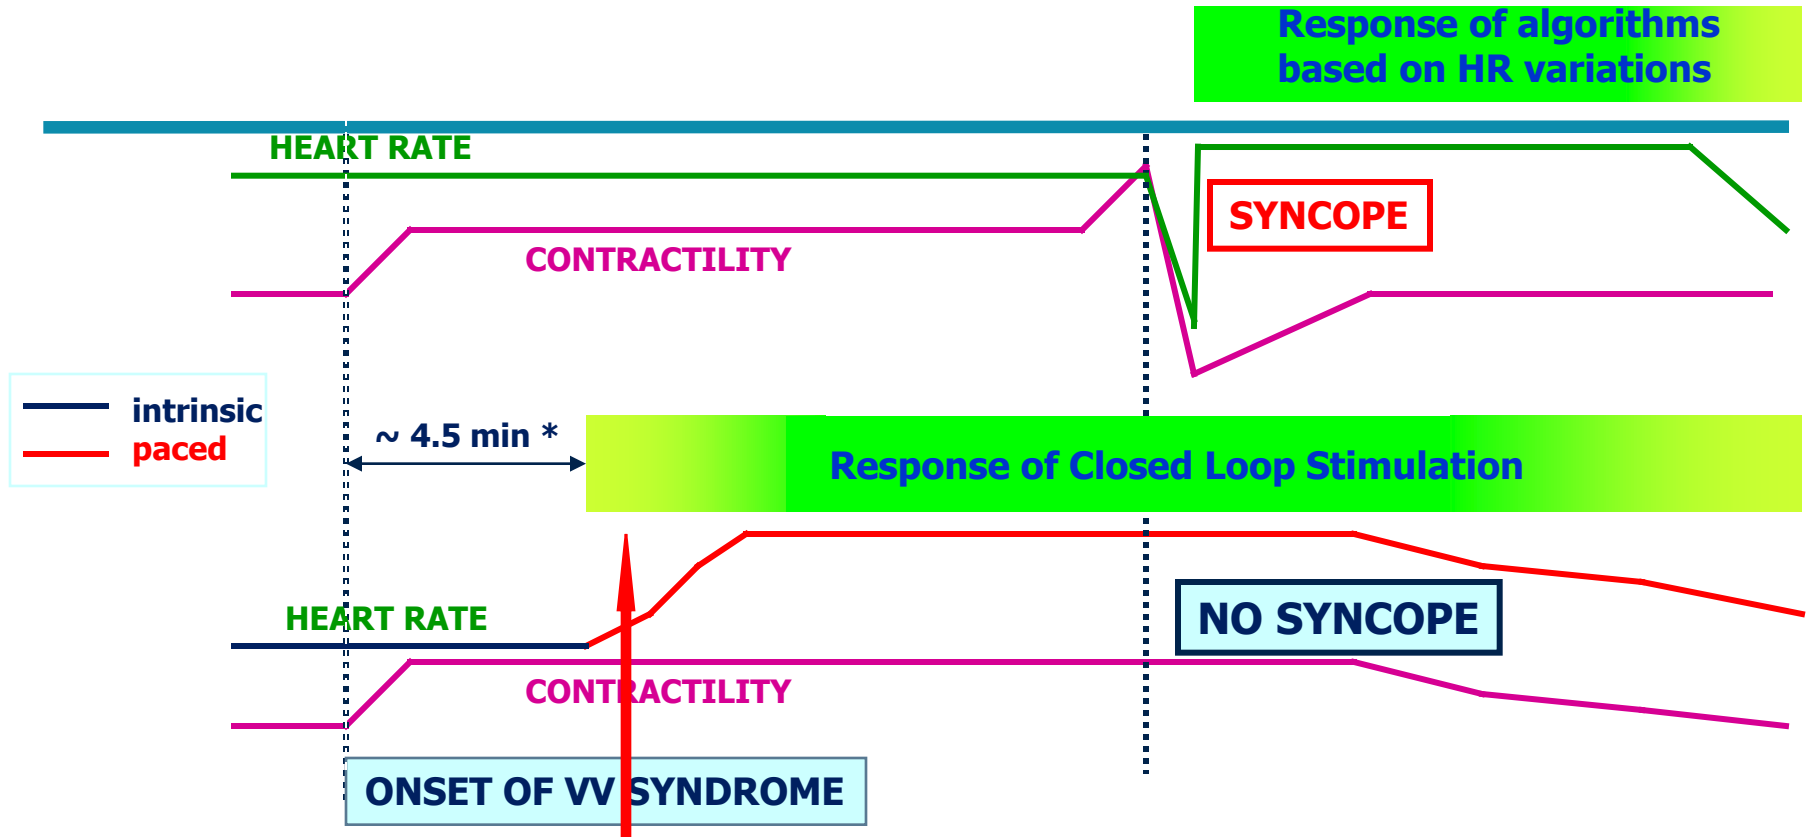 Response of algorithms
based on HR variations
HEART RATE
SYNCOPE
CONTRACTILITY
intrinsic
paced
~ 4.5 min *
Response of Closed Loop Stimulation
HEART RATE
NO SYNCOPE
CONTRACTILITY
ONSET OF VV SYNDROME